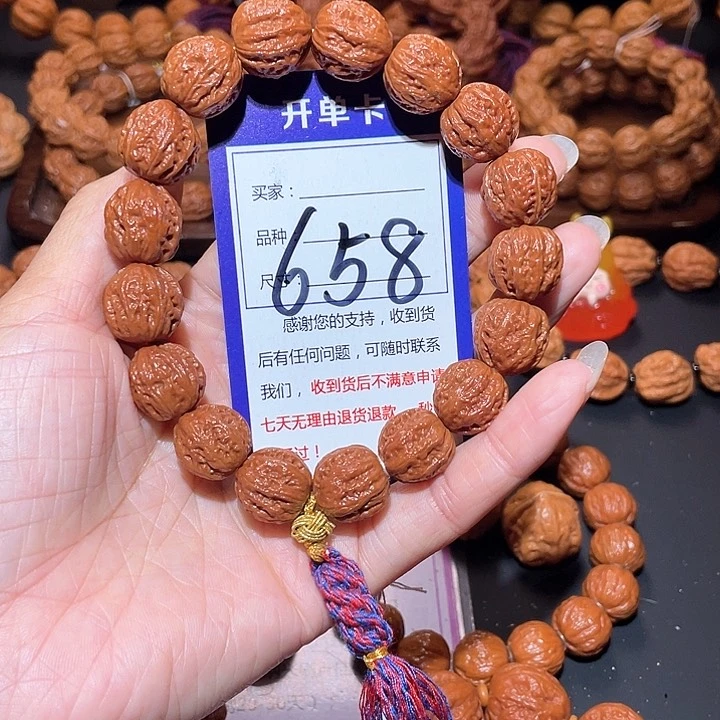 开单卡
买家：
品种
尺寸：
658
感谢您的支持，收到货
后有任何问题，可随时联系
我们，收到货后不满意申请
七天无理由退货退款 秒
过！